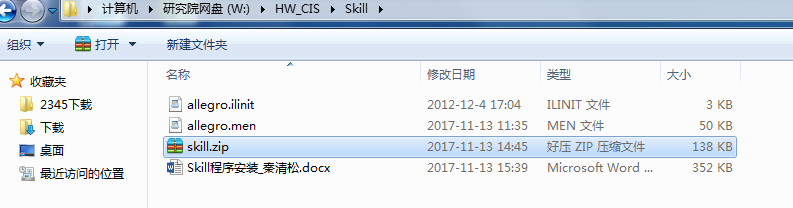 计算机 研究院网盘 (W:) HW_CIS Skill
组织 打开 新建文件夹
收藏夹
2345下载
下载
桌面
最近访问的位置
名称 修改日期 类型 大小
allegro.ilinit 2012-12-4 17:04 ILINIT 文件 3 KB
allegro.men 2017-11-13 11:35 MEN 文件 50 KB
skill.zip 2017-11-13 14:45 好压 ZIP 压缩文件 138 KB
Skill程序安装_秦清松.docx 2017-11-13 15:39 Microsoft Word ... 352 KB